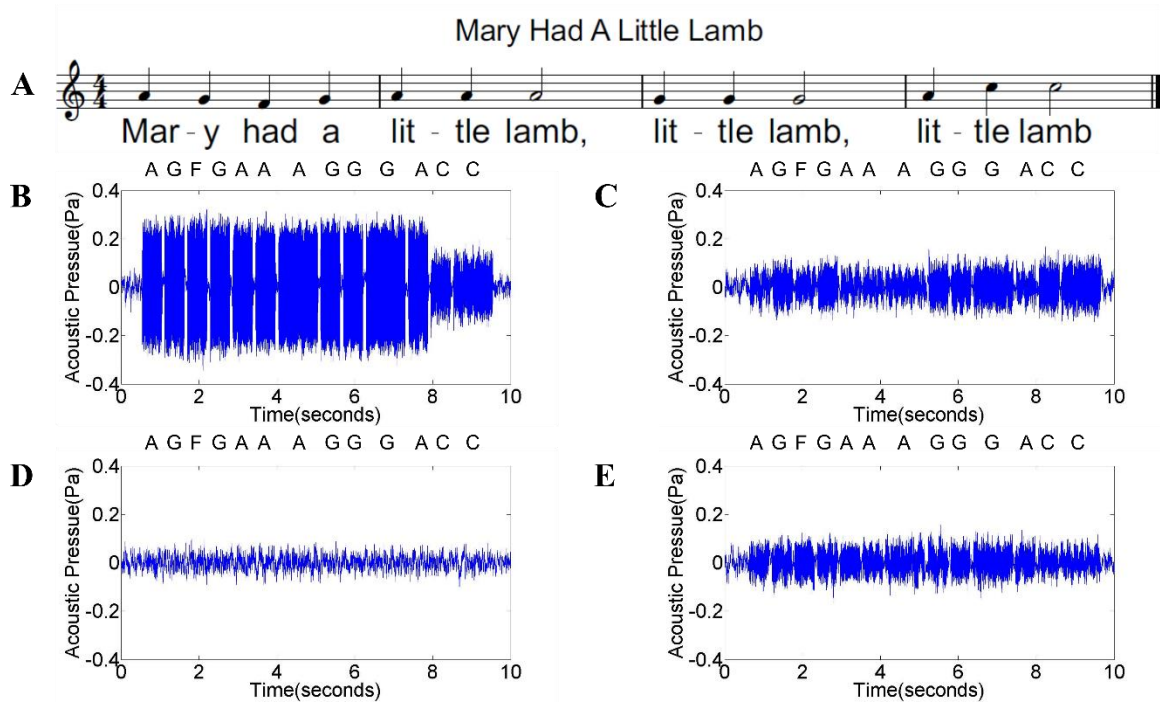 Mary Had A Little Lamb
A
4
4
Mar - y had a lit - tle lamb, lit - tle lamb, lit - tle lamb
B
A G F G A A A G G G A C C
0.4
0.2
0
-0.2
-0.4
Acoustic Pressue(Pa)
0 2 4 6 8 10
Time(seconds)
C
A G F G A A A G G G A C C
0.4
0.2
0
-0.2
-0.4
Acoustic Pressue(Pa)
0 2 4 6 8 10
Time(seconds)
D
A G F G A A A G G G A C C
0.4
0.2
0
-0.2
-0.4
Acoustic Pressue(Pa)
0 2 4 6 8 10
Time(seconds)
E
A G F G A A A G G G A C C
0.4
0.2
0
-0.2
-0.4
Acoustic Pressue(Pa)
0 2 4 6 8 10
Time(seconds)